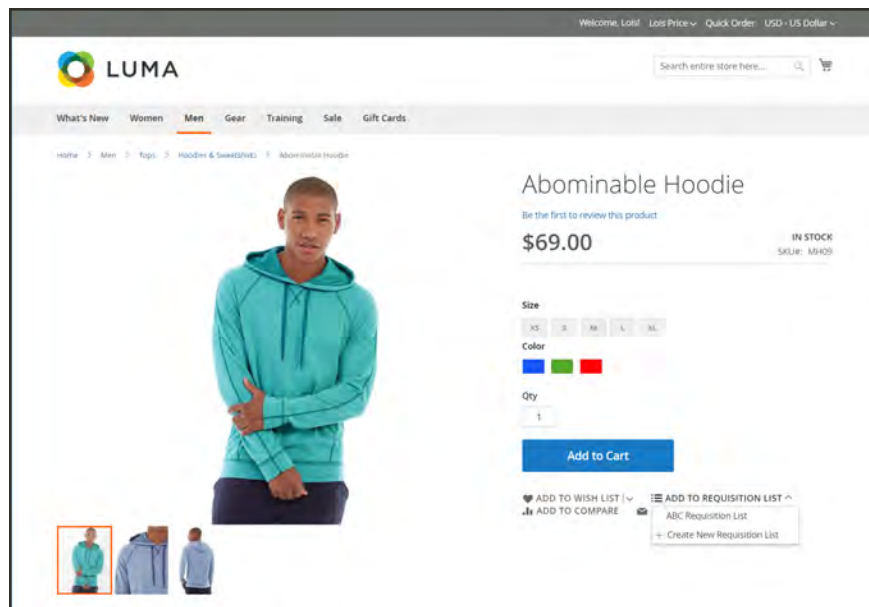 Welcome, Lois! Lois Price Quick Order USD - US Dollar
LUMA
Search entire store here...
What's New Women Men Gear Training Sale Gift Cards
Home > Men > Tops > Hoodies & Sweatshirts > Abominable Hoodie
Abominable Hoodie
Be the first to review this product
$69.00
IN STOCK
SKU#: MH09
Size
XS S M L XL
Color
Qty
1
Add to Cart
ADD TO WISH LIST | ADD TO REQUISITION LIST
ADD TO COMPARE
ABC Requisition List
+ Create New Requisition List